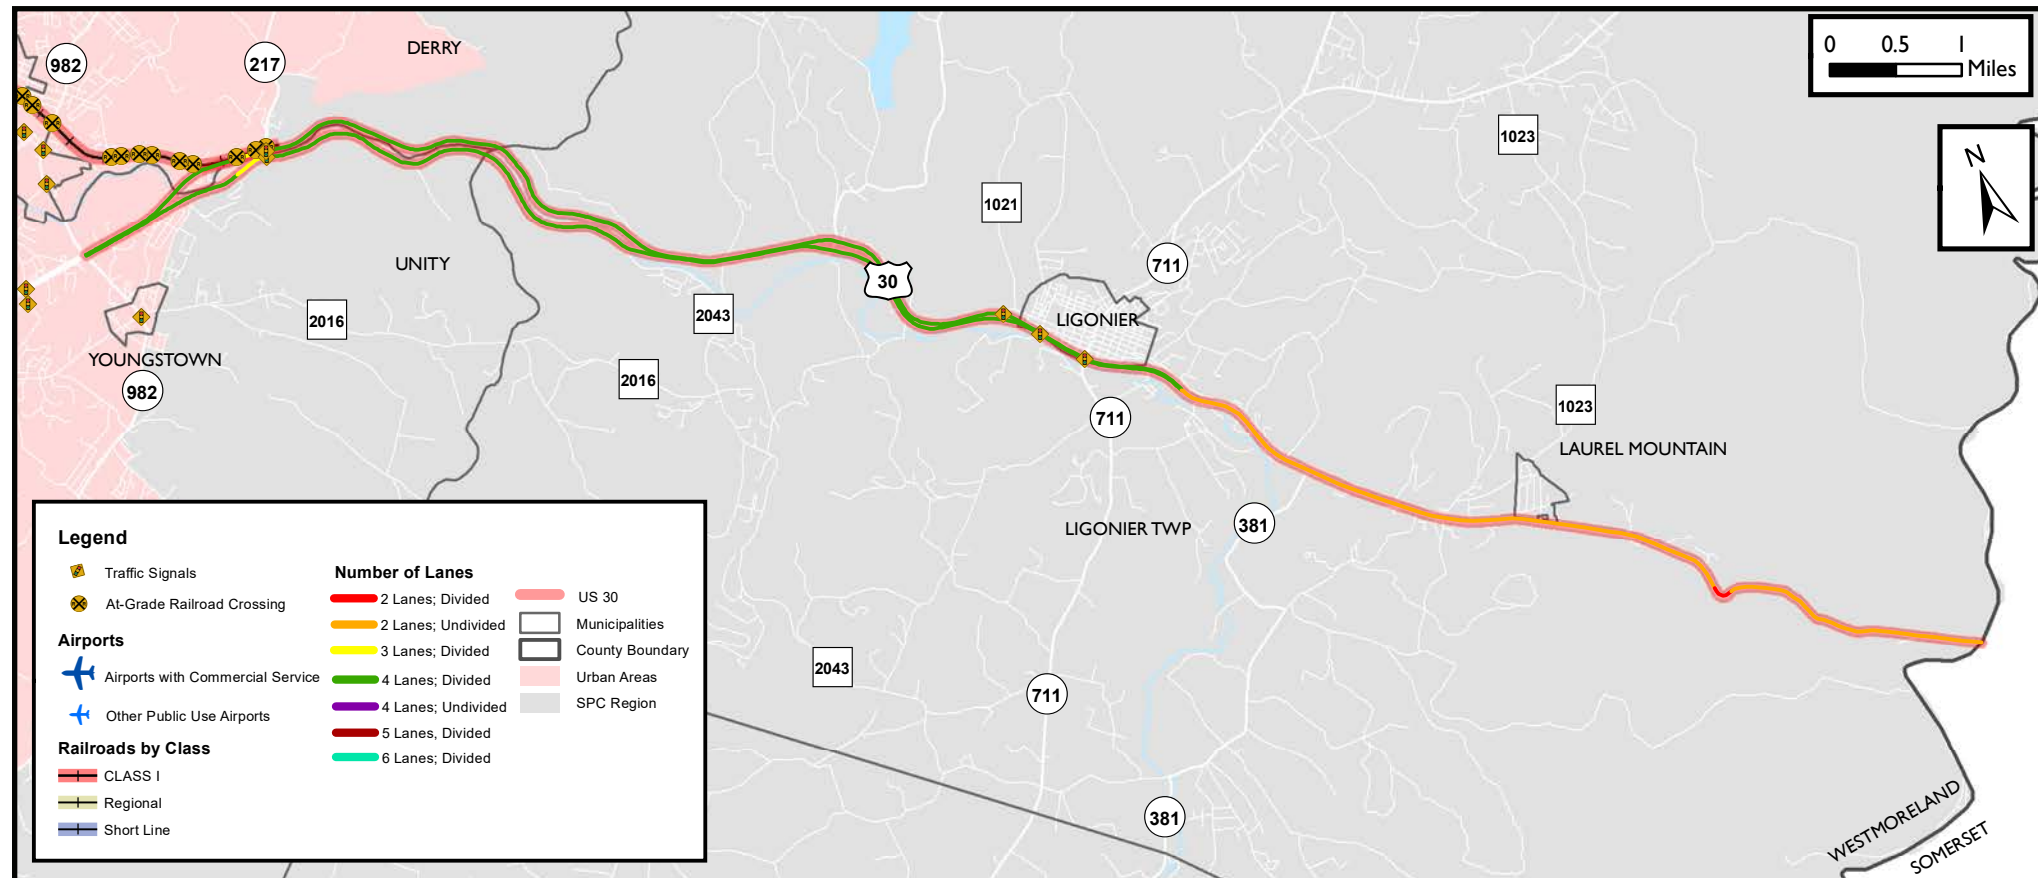 DERRY
982
217
0 0.5 1
Miles
1023
N
1021
711
UNITY
30
2016
2043
LIGONIER
YOUNGSTOWN
2016
982
711
1023
LAUREL MOUNTAIN
381
LIGONIER TWP
2043
711
381
WESTMORELAND
SOMERSET
Legend
Traffic Signals
At-Grade Railroad Crossing
Airports
Airports with Commercial Service
Other Public Use Airports
Railroads by Class
CLASS I
Regional
Short Line
Number of Lanes
2 Lanes; Divided
2 Lanes; Undivided
3 Lanes; Divided
4 Lanes; Divided
4 Lanes; Undivided
5 Lanes, Divided
6 Lanes; Divided
US 30
Municipalities
County Boundary
Urban Areas
SPC Region